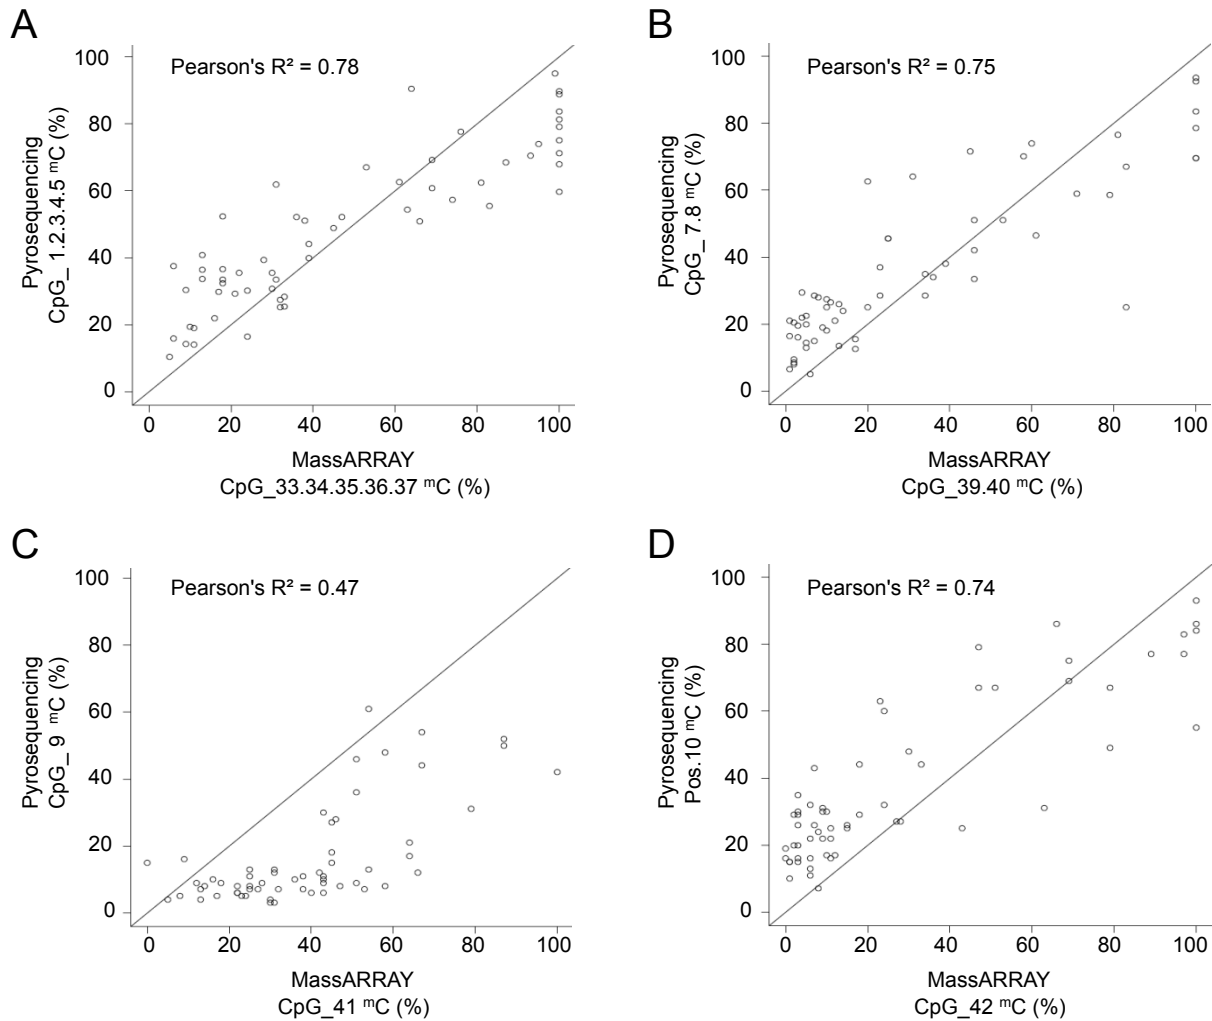 A
Pearson's R² = 0.78
Pyrosequencing
CpG_ 1.2.3.4.5 ᵐC (%)
100
80
60
40
20
0
0 20 40 60 80 100
MassARRAY
CpG_33.34.35.36.37 ᵐC (%)
B
Pearson's R² = 0.75
Pyrosequencing
CpG_ 7.8 ᵐC (%)
100
80
60
40
20
0
0 20 40 60 80 100
MassARRAY
CpG_39.40 ᵐC (%)
C
Pearson's R² = 0.47
Pyrosequencing
CpG_ 9 ᵐC (%)
100
80
60
40
20
0
0 20 40 60 80 100
MassARRAY
CpG_41 ᵐC (%)
D
Pearson's R² = 0.74
Pyrosequencing
Pos.10 ᵐC (%)
100
80
60
40
20
0
0 20 40 60 80 100
MassARRAY
CpG_42 ᵐC (%)